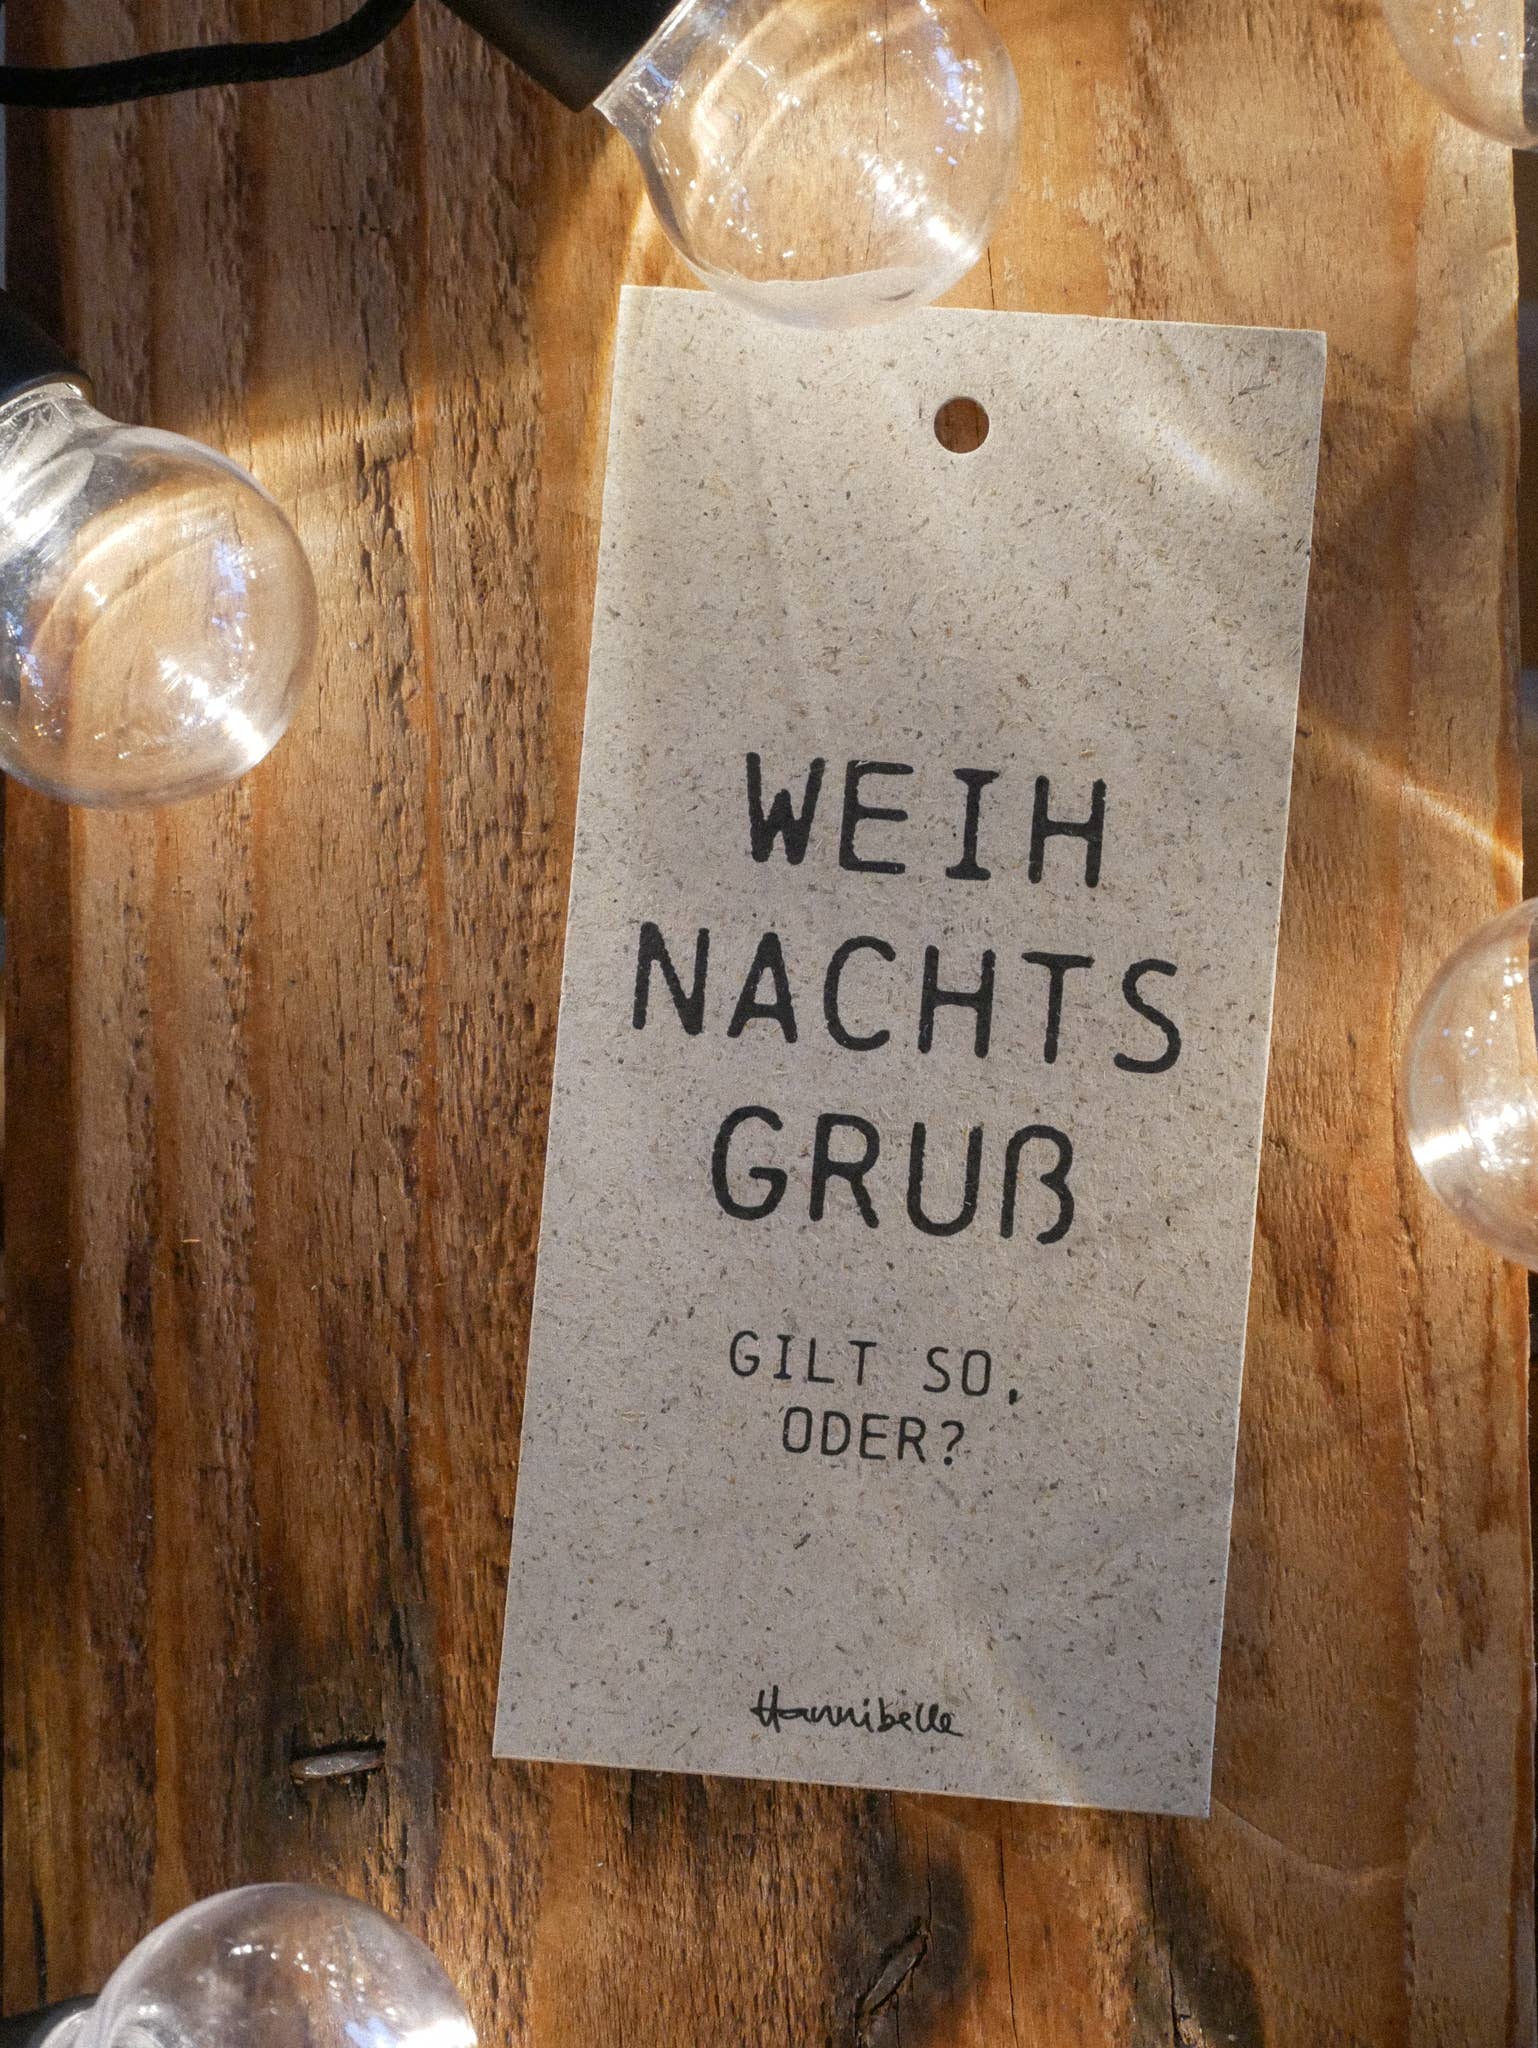 WEIH
NACHTS
GRUß
GILT SO,
ODER?
Hannibelle